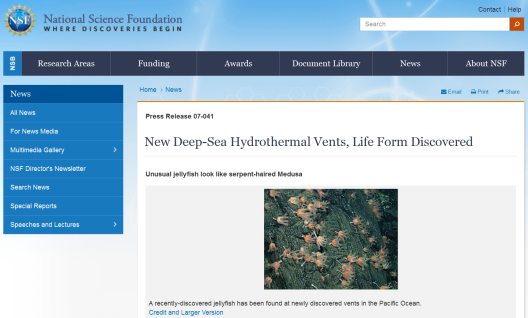 Contact | Help
NSF
National Science Foundation
WHERE DISCOVERIES BEGIN
Search
NSB
Research Areas
Funding
Awards
Document Library
News
About NSF
News
All News
For News Media
Multimedia Gallery
NSF Director's Newsletter
Search News
Special Reports
Speeches and Lectures
Home › News
Email
Print
Share
Press Release 07-041
New Deep-Sea Hydrothermal Vents, Life Form Discovered
Unusual jellyfish look like serpent-haired Medusa
A recently-discovered jellyfish has been found at newly discovered vents in the Pacific Ocean.
Credit and Larger Version